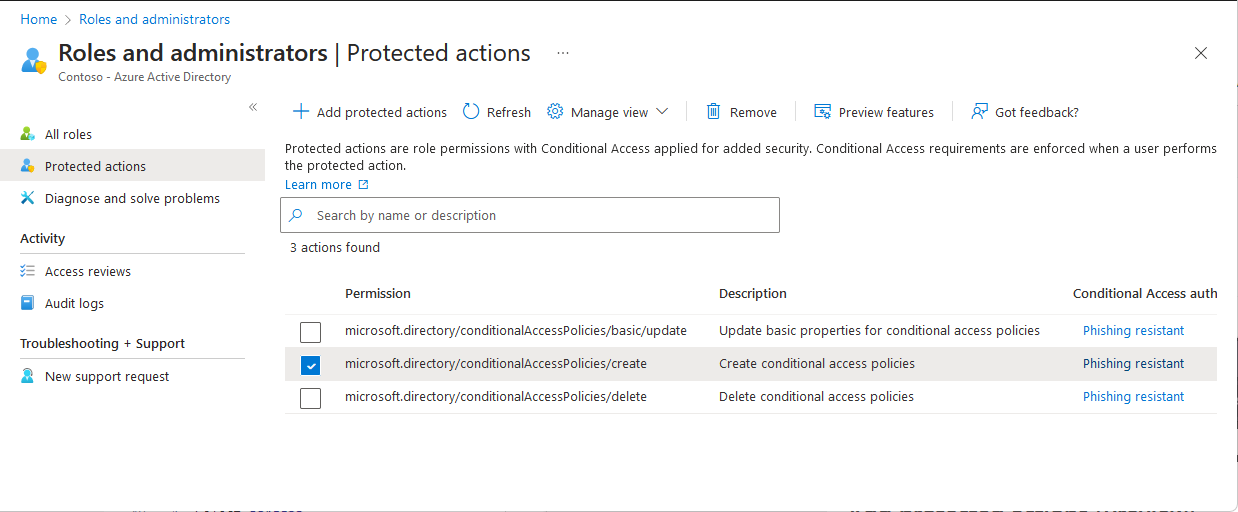 Home > Roles and administrators
Roles and administrators | Protected actions ...
Contoso - Azure Active Directory
«
All roles
Protected actions
Diagnose and solve problems
Activity
Access reviews
Audit logs
Troubleshooting + Support
New support request
Add protected actions Refresh Manage view Remove Preview features Got feedback?
Protected actions are role permissions with Conditional Access applied for added security. Conditional Access requirements are enforced when a user performs
the protected action.
Learn more
Search by name or description
3 actions found
Permission Description Conditional Access auth
microsoft.directory/conditionalAccessPolicies/basic/update Update basic properties for conditional access policies Phishing resistant
microsoft.directory/conditionalAccessPolicies/create Create conditional access policies Phishing resistant
microsoft.directory/conditionalAccessPolicies/delete Delete conditional access policies Phishing resistant